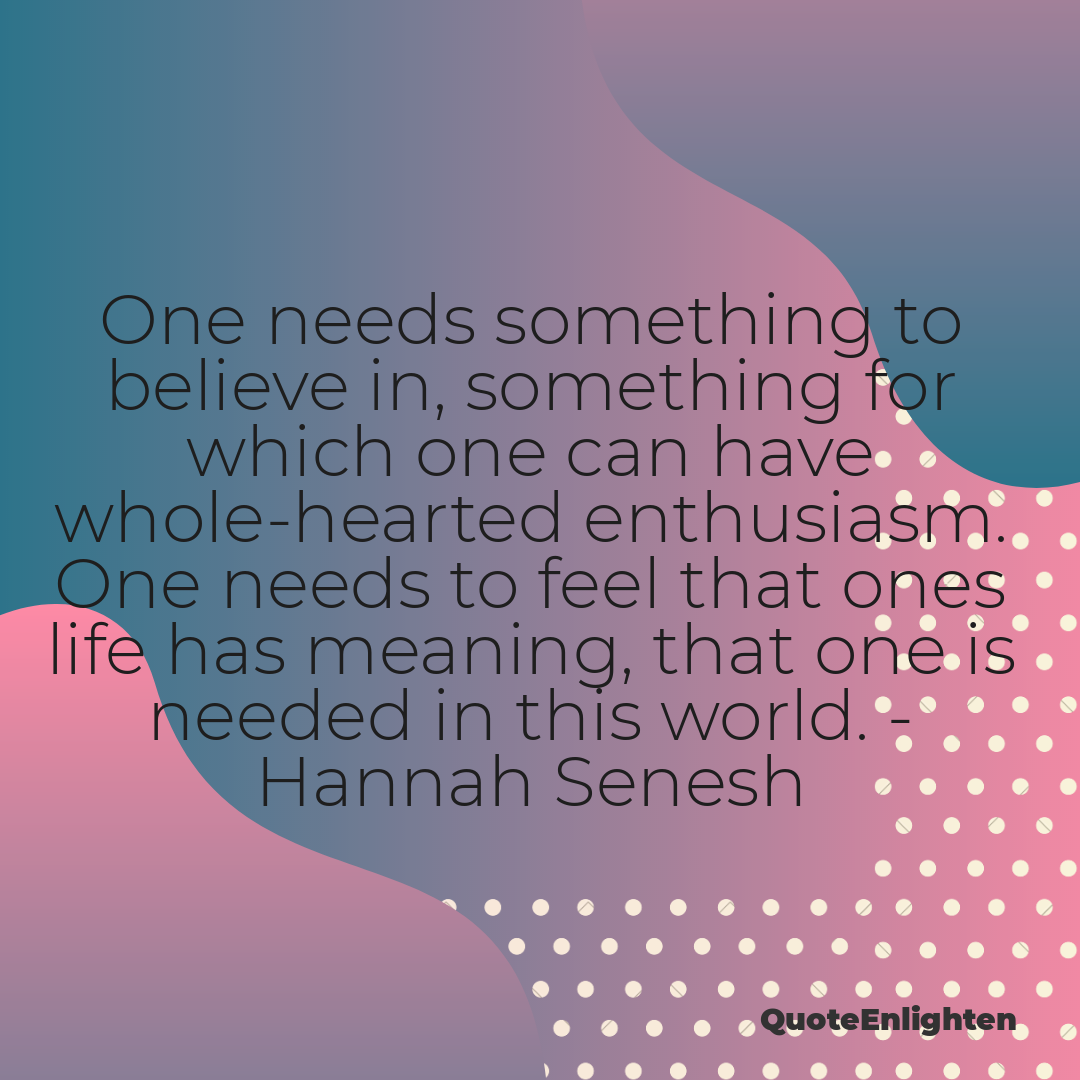 One needs something to
believe in, something for
which one can have
whole-hearted enthusiasm.
One needs to feel that ones
life has meaning, that one is
needed in this world. -
Hannah Senesh
QuoteEnlighten